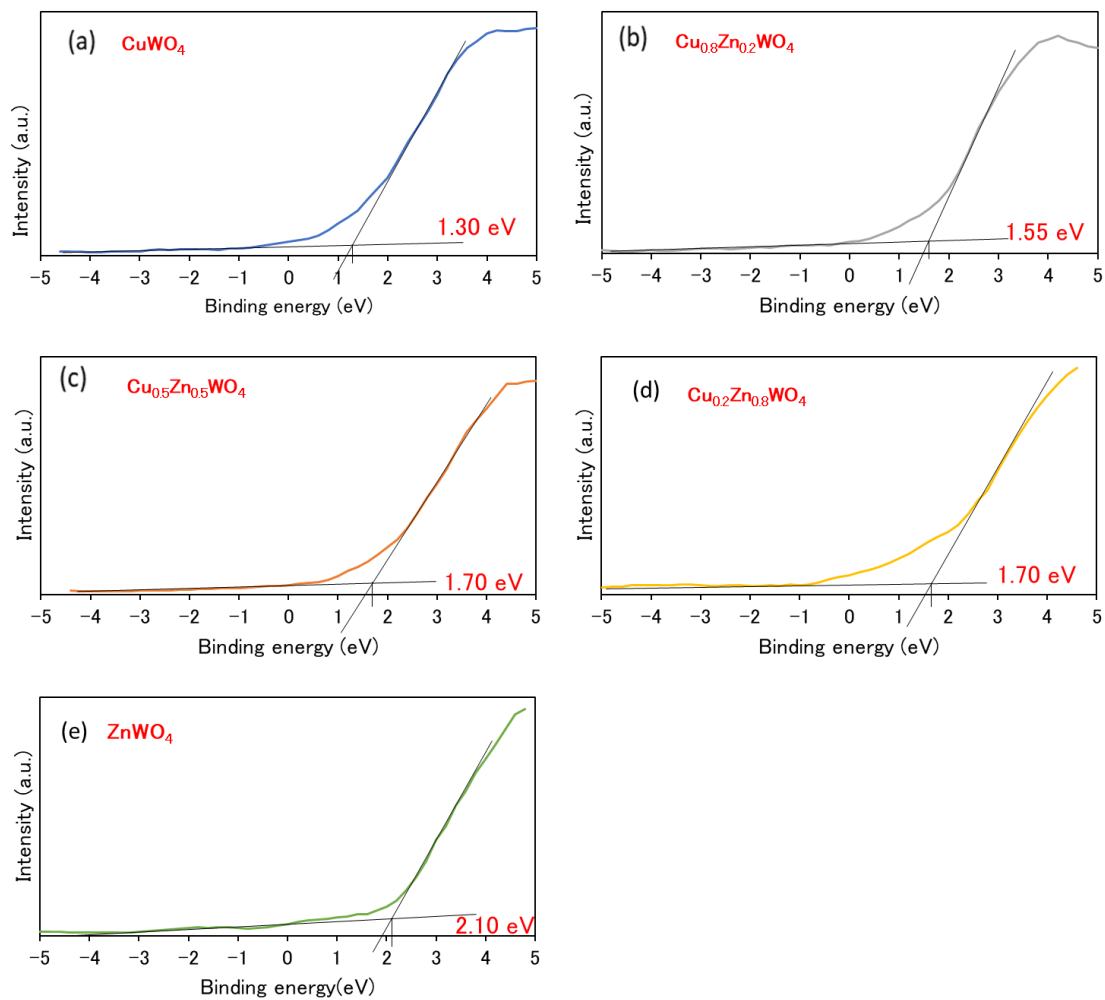 (a) CuWO₄
Intensity (a.u.)
1.30 eV
−5 −4 −3 −2 −1 0 1 2 3 4 5
Binding energy (eV)
(b) Cu₀.₈Zn₀.₂WO₄
Intensity (a.u.)
1.55 eV
−5 −4 −3 −2 −1 0 1 2 3 4 5
Binding energy (eV)
(c) Cu₀.₅Zn₀.₅WO₄
Intensity (a.u.)
1.70 eV
−5 −4 −3 −2 −1 0 1 2 3 4 5
Binding energy (eV)
(d) Cu₀.₂Zn₀.₈WO₄
Intensity (a.u.)
1.70 eV
−5 −4 −3 −2 −1 0 1 2 3 4 5
Binding energy (eV)
(e) ZnWO₄
Intensity (a.u.)
2.10 eV
−5 −4 −3 −2 −1 0 1 2 3 4 5
Binding energy(eV)